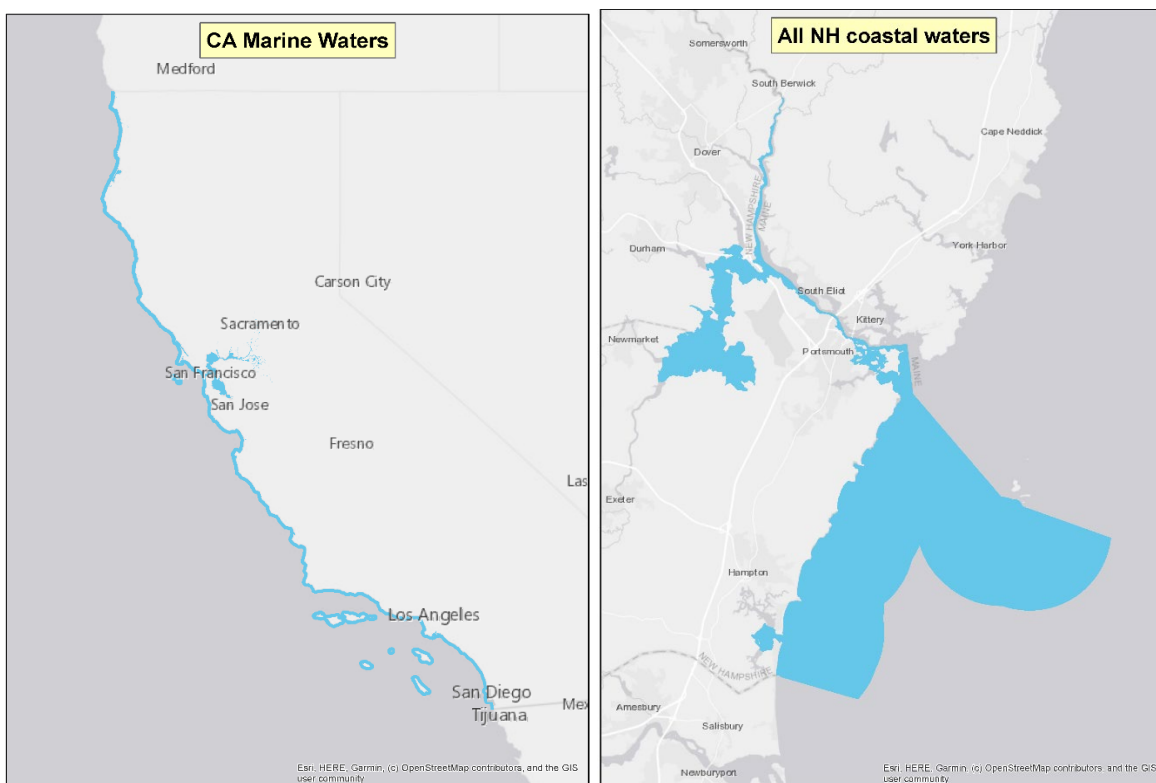 CA Marine Waters
Medford
Carson City
Sacramento
San Francisco
San Jose
Fresno
Las
Los Angeles
San Diego
Tijuana
Mex
Esri, HERE, Garmin, (c) OpenStreetMap contributors, and the GIS
user community
All NH coastal waters
Somersworth
South Berwick
Cape Neddick
Dover
NEW HAMPSHIRE
MAINE
Durham
York Harbor
South Eliot
Kittery
Newmarket
Portsmouth
MAINE
Exeter
Hampton
NEW HAMPSHIRE
Amesbury
Salisbury
Newburyport
Esri, HERE, Garmin, (c) OpenStreetMap contributors, and the GIS
user community